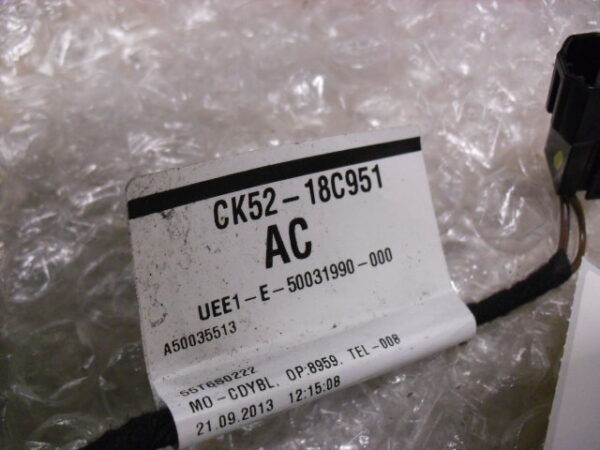 CK52-18C951
AC
UEE1-E-50031990-000
A50035513
55T6S0222
MO-CDYBL, OP:8959, TEL-008
21.09.2013 12:15:08